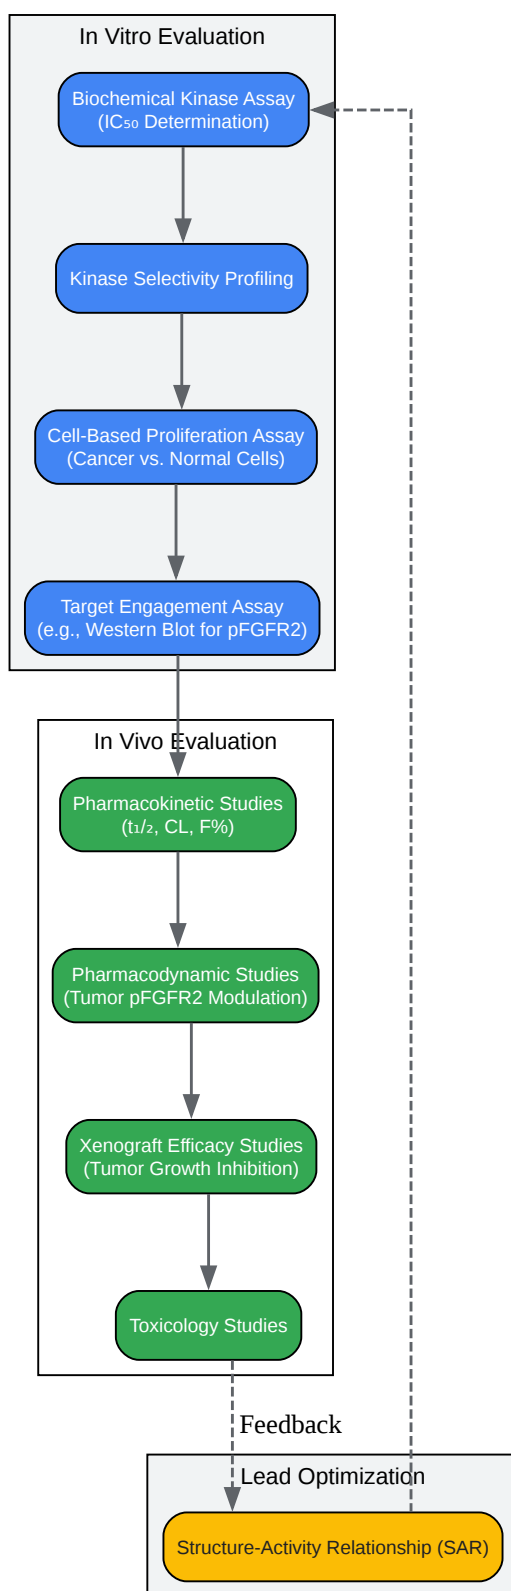 In Vitro Evaluation
Biochemical Kinase Assay
(IC₅₀ Determination)
Kinase Selectivity Profiling
Cell-Based Proliferation Assay
(Cancer vs. Normal Cells)
Target Engagement Assay
(e.g., Western Blot for pFGFR2)
In Vivo Evaluation
Pharmacokinetic Studies
(t₁/₂, CL, F%)
Pharmacodynamic Studies
(Tumor pFGFR2 Modulation)
Xenograft Efficacy Studies
(Tumor Growth Inhibition)
Toxicology Studies
Feedback
Lead Optimization
Structure-Activity Relationship (SAR)